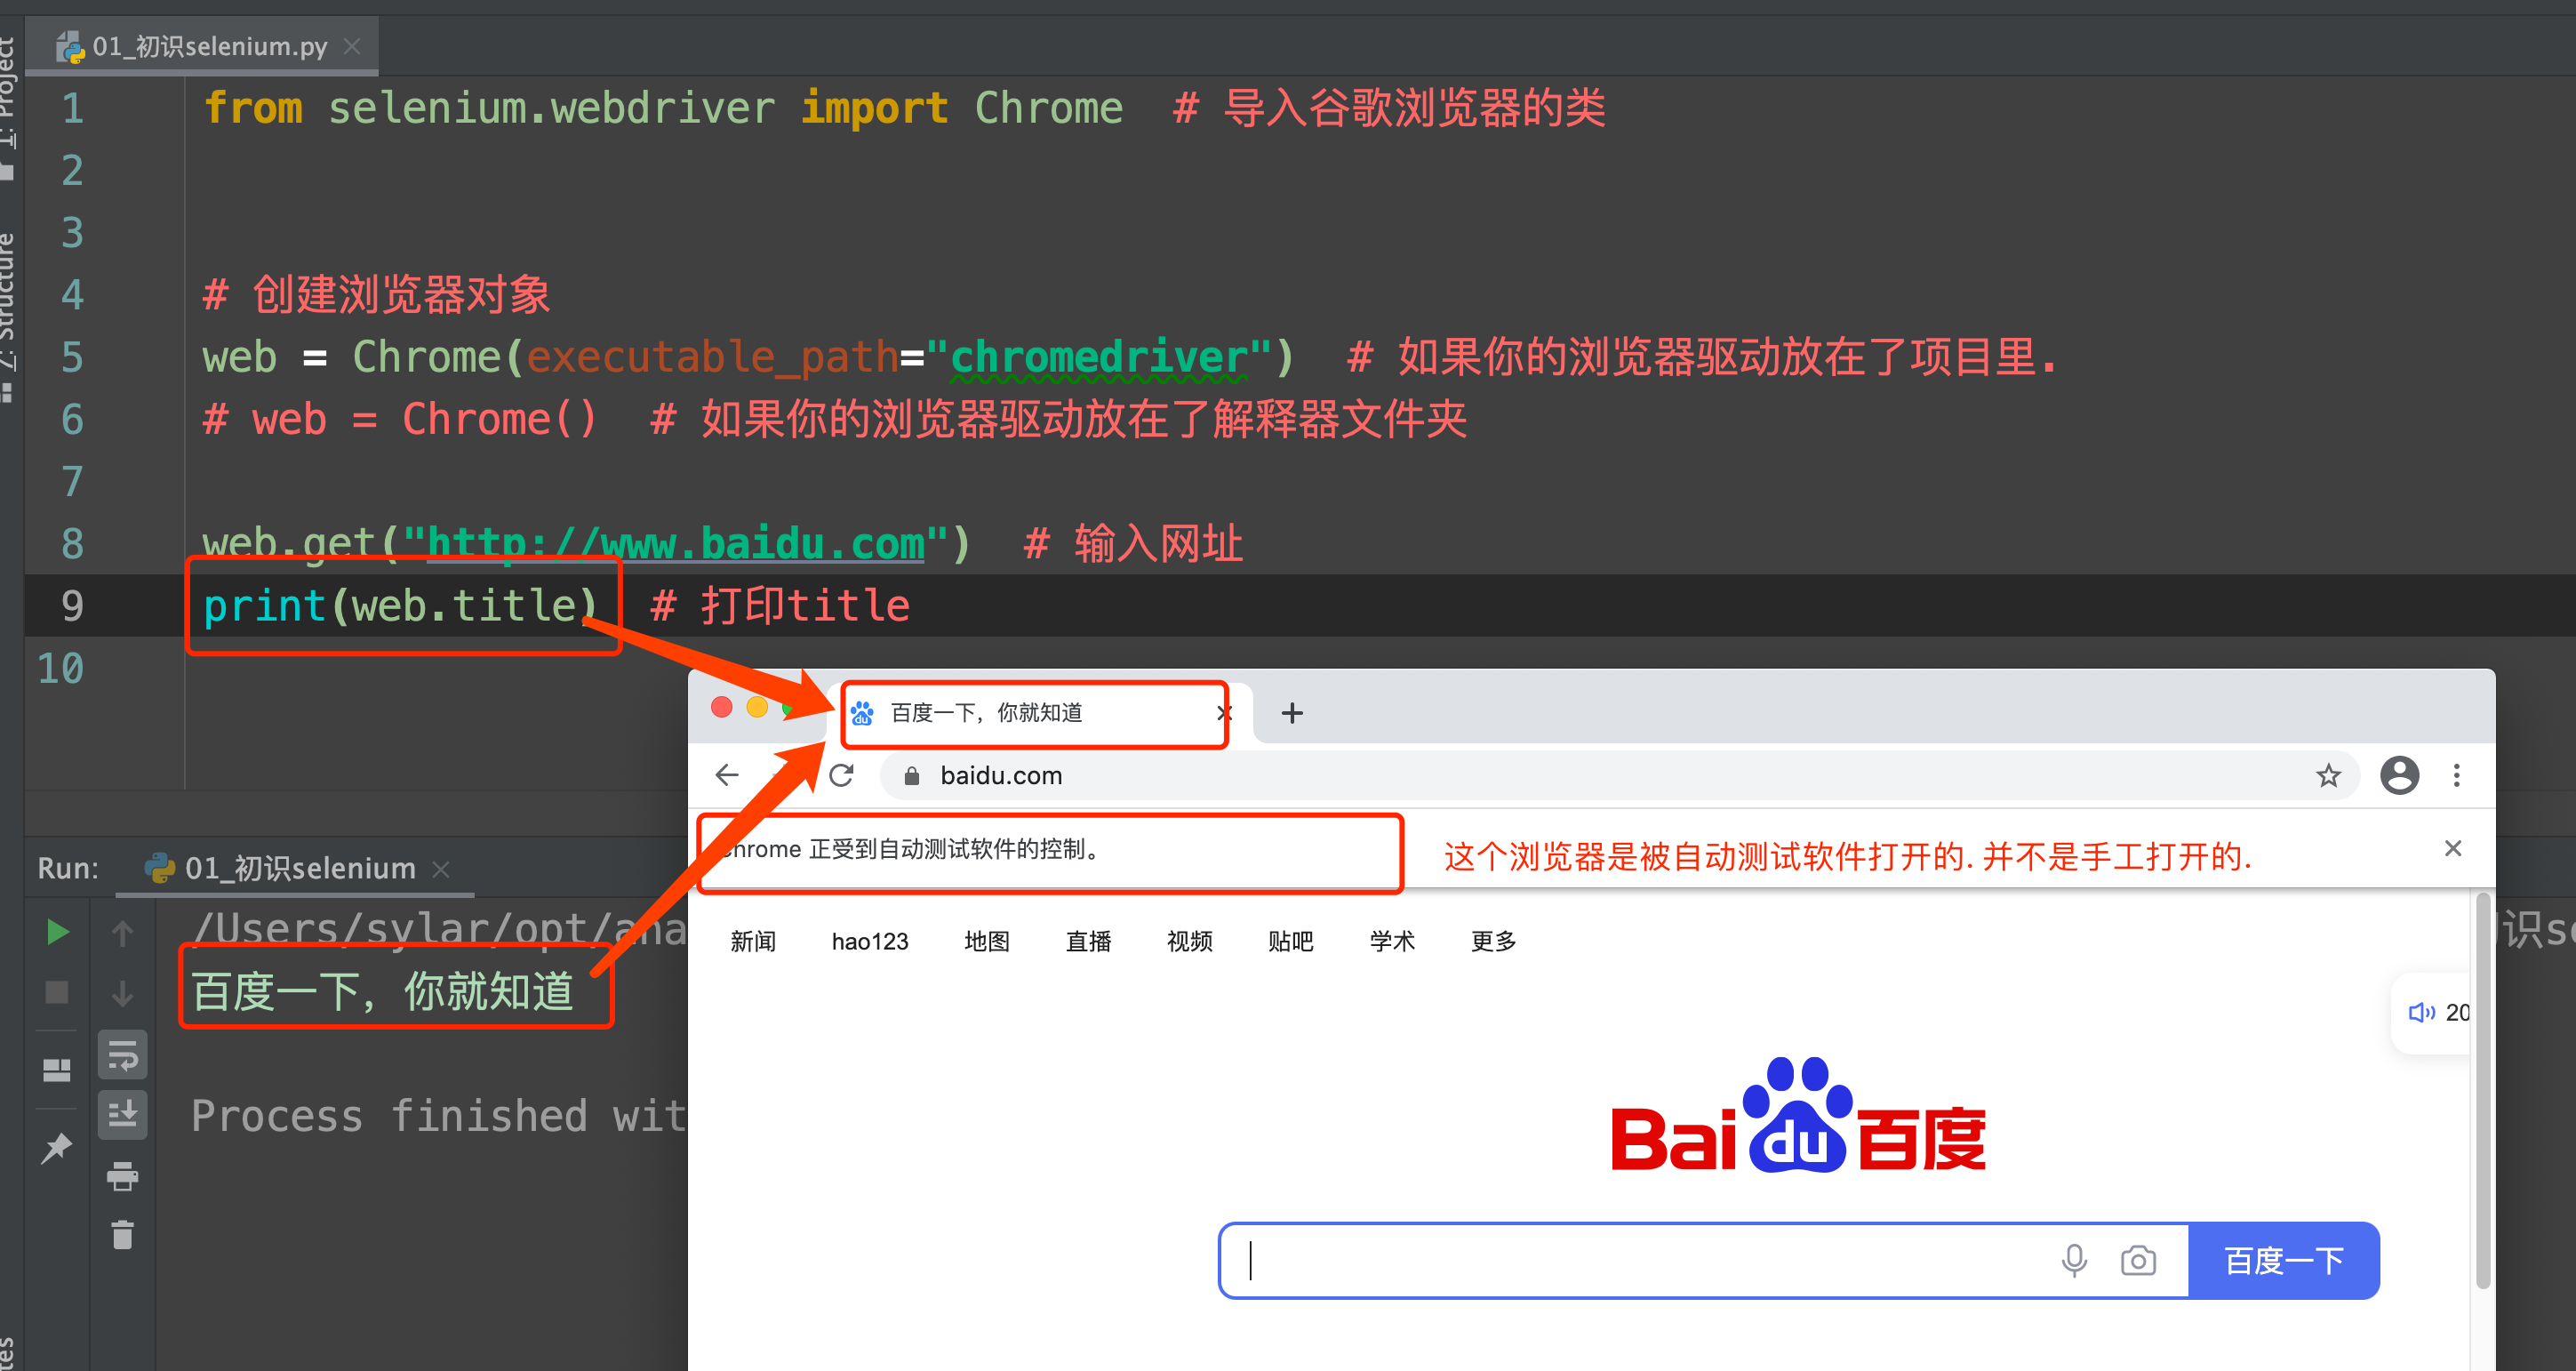 01_初识selenium.py
1: Project
7: Structure
1 from selenium.webdriver import Chrome  # 导入谷歌浏览器的类
2
3
4 # 创建浏览器对象
5 web = Chrome(executable_path="chromedriver")  # 如果你的浏览器驱动放在了项目里.
6 # web = Chrome()  # 如果你的浏览器驱动放在了解释器文件夹
7
8 web.get("http://www.baidu.com")  # 输入网址
9 print(web.title)  # 打印title
10
百度一下，你就知道
baidu.com
Chrome 正受到自动测试软件的控制。
这个浏览器是被自动测试软件打开的. 并不是手工打开的.
新闻 hao123 地图 直播 视频 贴吧 学术 更多
20
Bai du 百度
百度一下
Run: 01_初识selenium
/Users/sylar/opt/ana
识se
百度一下，你就知道
Process finished wit